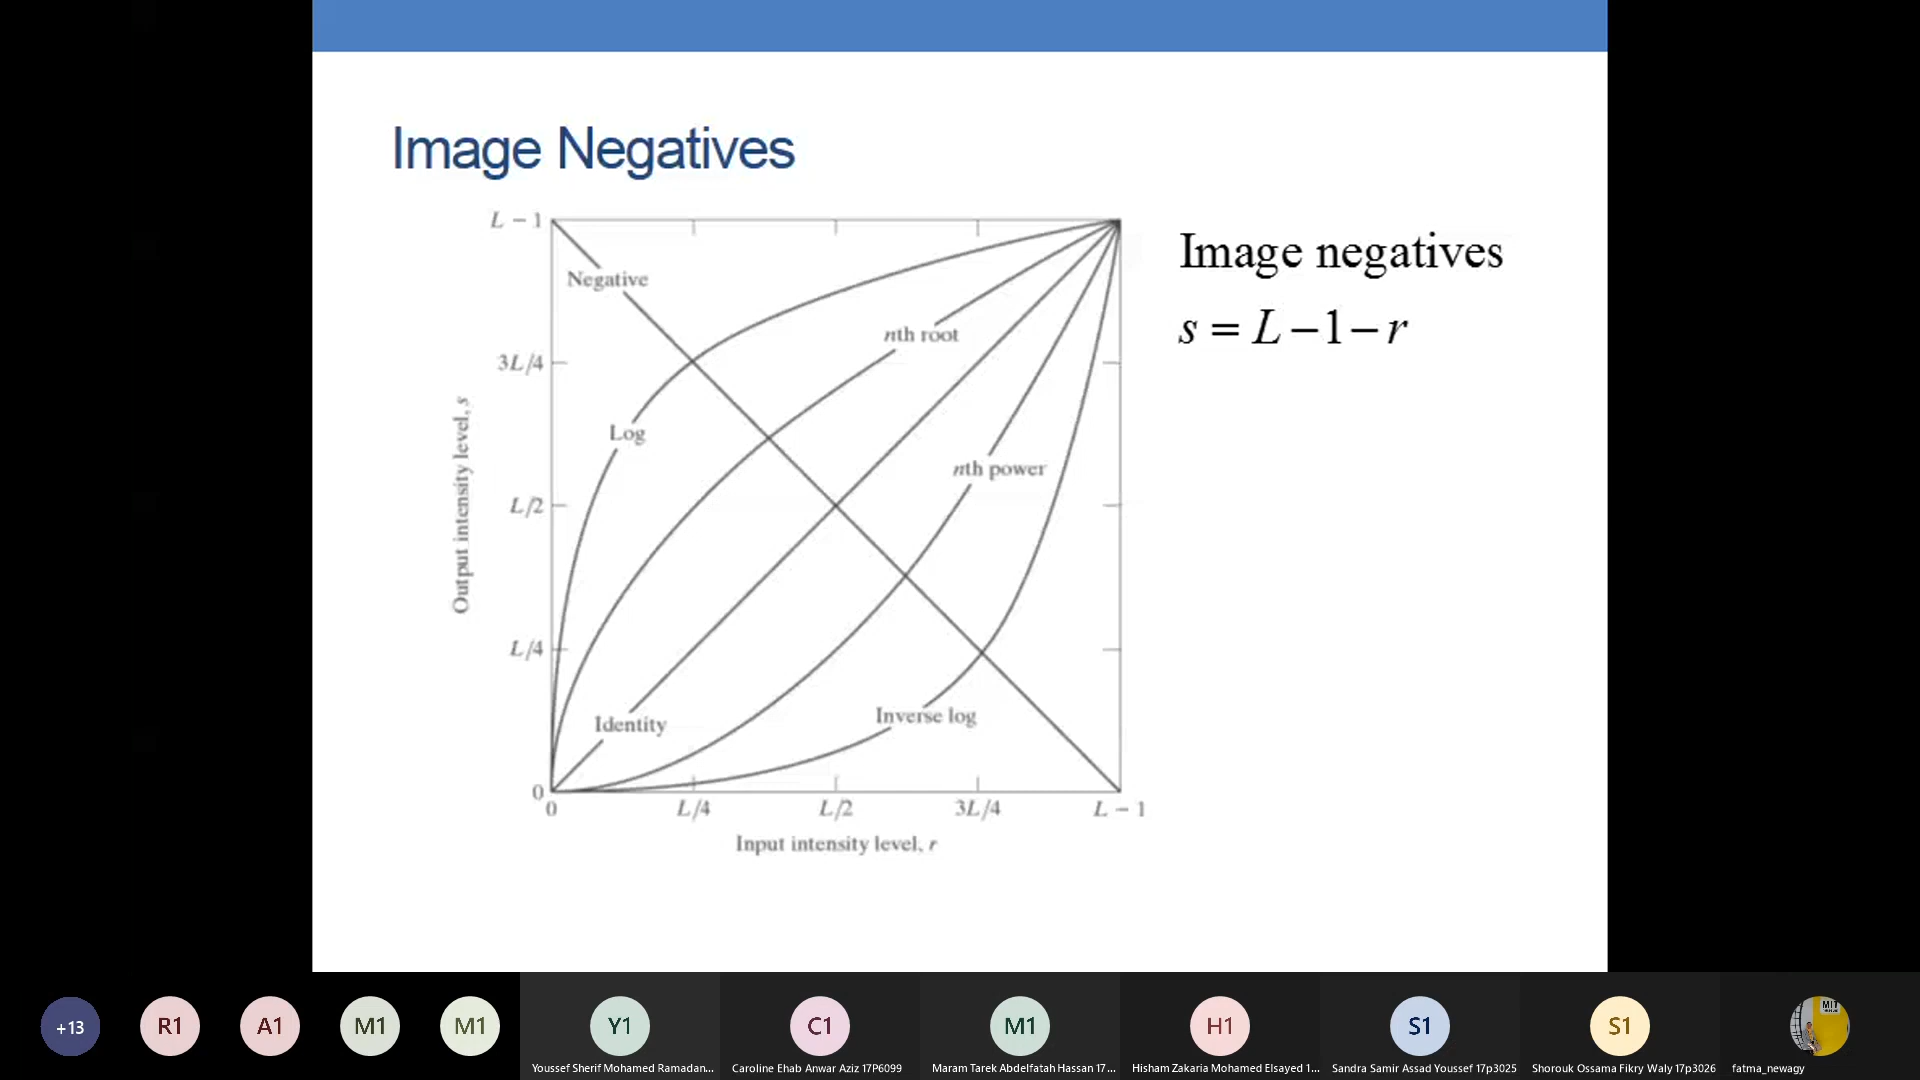 Image Negatives
L − 1
Negative
nth root
3L/4
Log
nth power
L/2
Output intensity level, s
L/4
Identity
Inverse log
0
0 L/4 L/2 3L/4 L − 1
Input intensity level, r
Image negatives
s = L − 1 − r
+13 R1 A1 M1 M1 Y1 C1 M1 H1 S1 S1
MIT
Youssef Sherif Mohamed Ramadan... Caroline Ehab Anwar Aziz 17P6099 Maram Tarek Abdelfatah Hassan 17 ... Hisham Zakaria Mohamed Elsayed 1... Sandra Samir Assad Youssef 17p3025 Shorouk Ossama Fikry Waly 17p3026 fatma_newagy